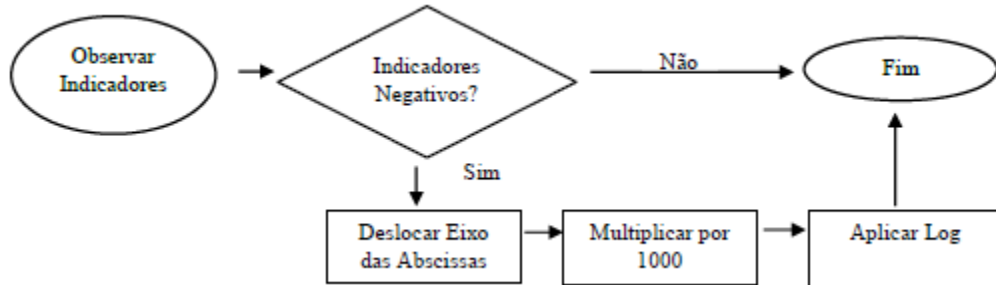 Observar
Indicadores
Indicadores
Negativos?
Não
Fim
Sim
Deslocar Eixo
das Abscissas
Multiplicar por
1000
Aplicar Log